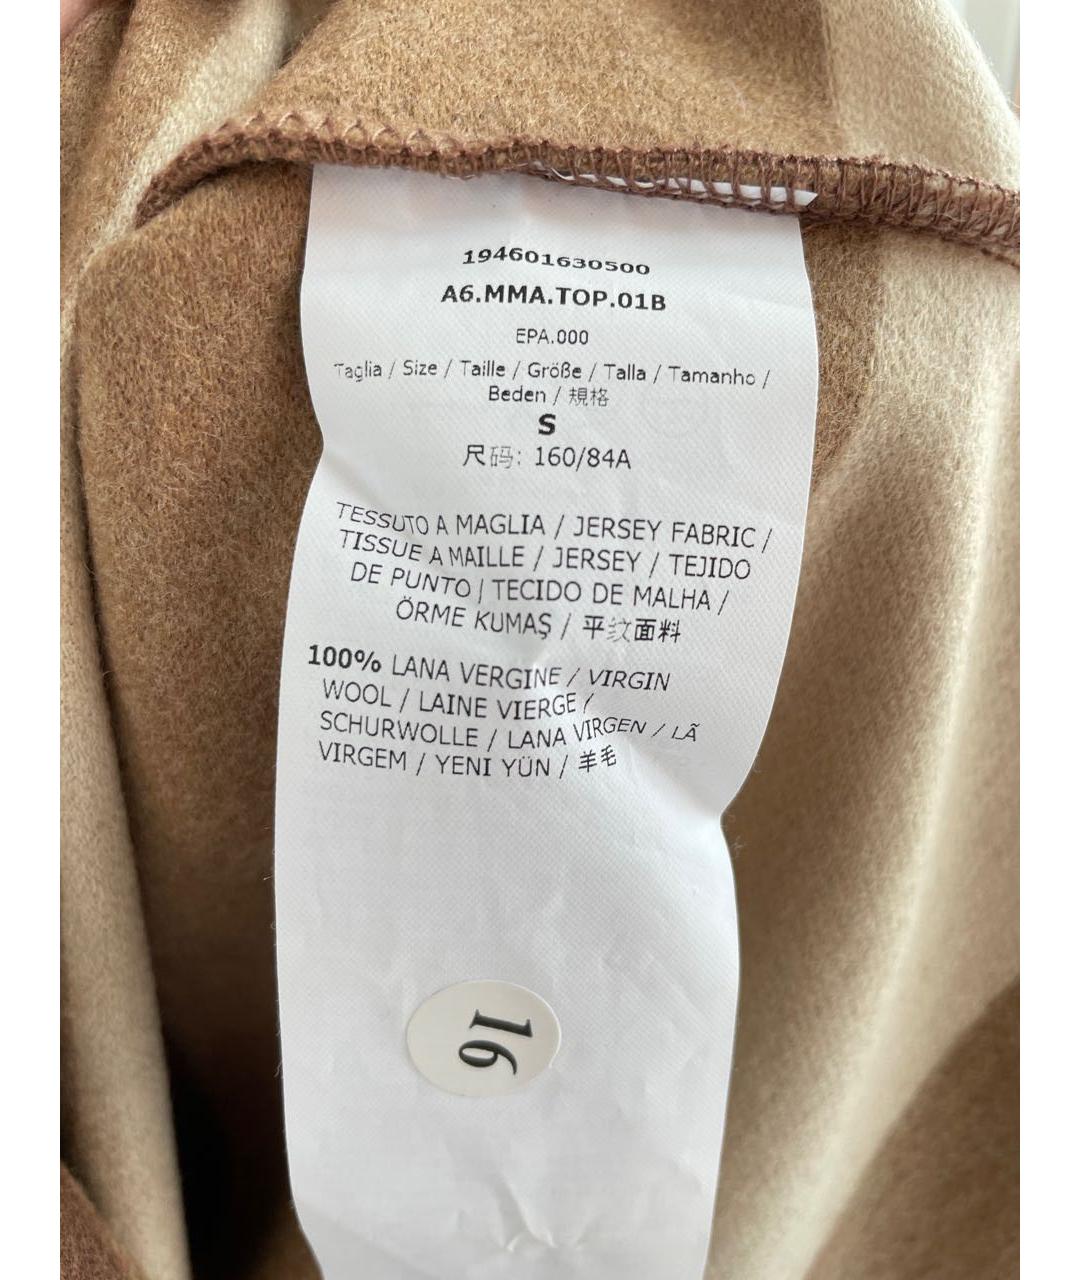 194601630500
A6.MMA.TOP.01B
EPA.000
Taglia / Size / Taille / Größe / Talla / Tamanho /
Beden / 規格
S
尺码: 160/84A
TESSUTO A MAGLIA / JERSEY FABRIC /
TISSUE A MAILLE / JERSEY / TEJIDO
DE PUNTO / TECIDO DE MALHA /
ÖRME KUMAŞ / 平纹面料
100% LANA VERGINE / VIRGIN
WOOL / LAINE VIERGE /
SCHURWOLLE / LANA VIRGEN / LÃ
VIRGEM / YENI YÜN / 羊毛
16